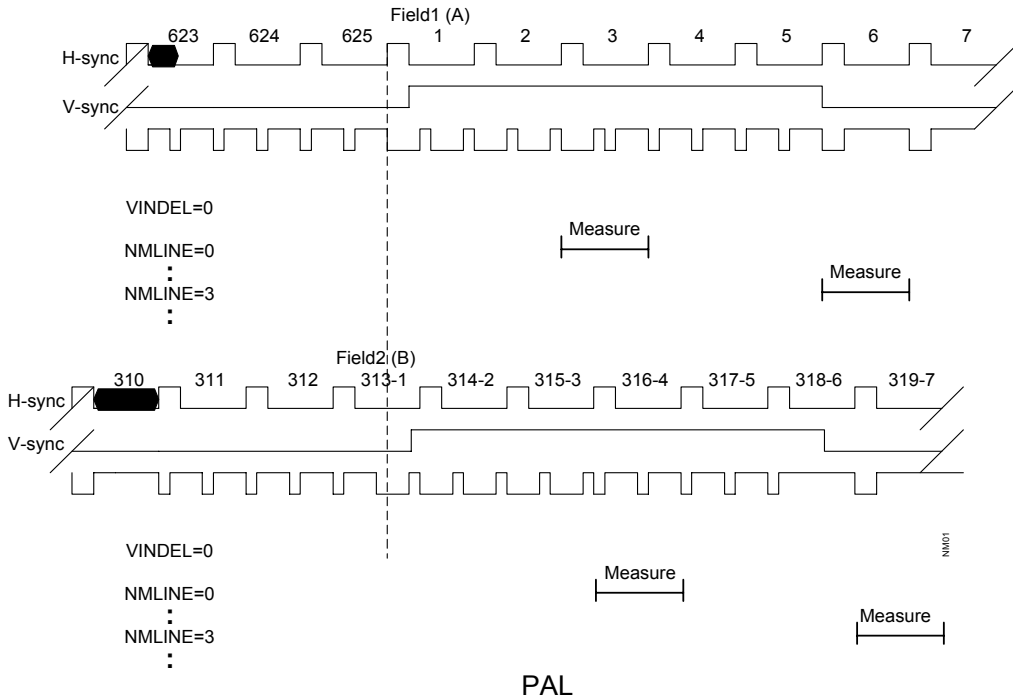 Field1 (A)
623 624 625 1 2 3 4 5 6 7
H-sync
V-sync
VINDEL=0
Measure
NMLINE=0
Measure
NMLINE=3
Field2 (B)
310 311 312 313-1 314-2 315-3 316-4 317-5 318-6 319-7
H-sync
V-sync
NM01
VINDEL=0
Measure
NMLINE=0
Measure
NMLINE=3
PAL